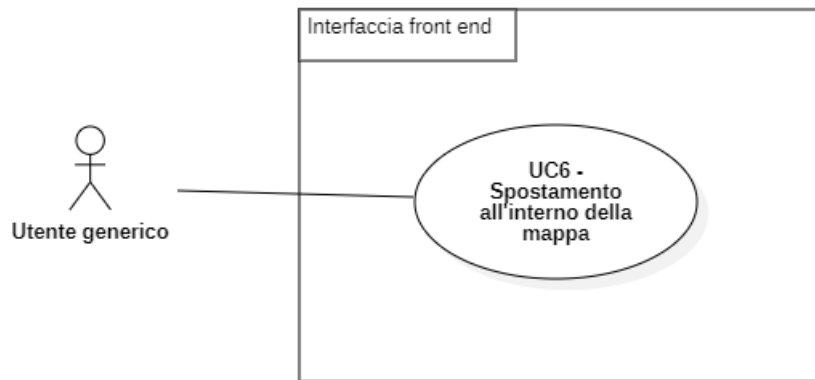 Interfaccia front end
UC6 -
Spostamento
all'interno della
mappa
Utente generico